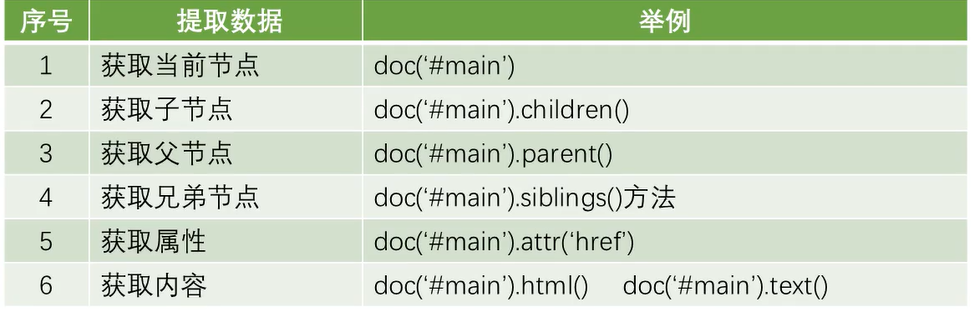 序号 提取数据 举例
1 获取当前节点 doc(‘#main’)
2 获取子节点 doc(‘#main’).children()
3 获取父节点 doc(‘#main’).parent()
4 获取兄弟节点 doc(‘#main’).siblings()方法
5 获取属性 doc(‘#main’).attr(‘href’)
6 获取内容 doc(‘#main’).html() doc(‘#main’).text()